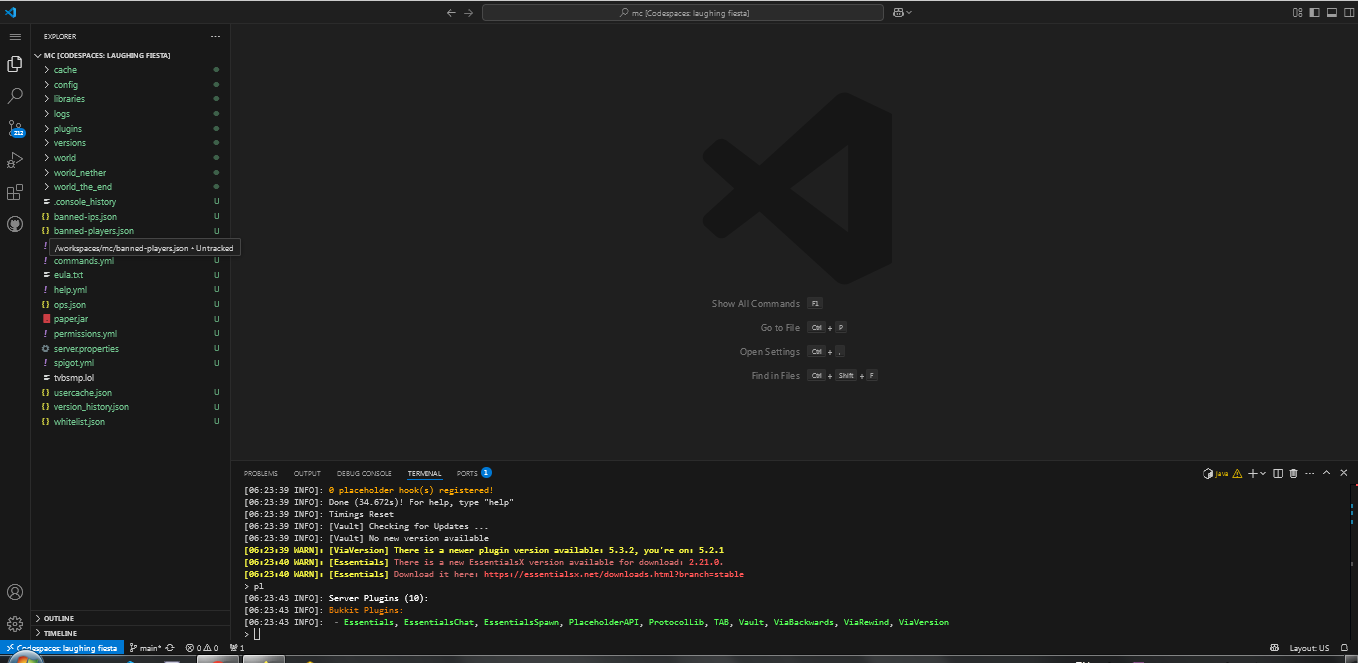 mc [Codespaces: laughing fiesta]
EXPLORER
MC [CODESPACES: LAUGHING FIESTA]
cache
config
libraries
logs
plugins
versions
world
world_nether
world_the_end
.console_history U
banned-ips.json U
banned-players.json U
! /workspaces/mc/banned-players.json • Untracked
! commands.yml U
eula.txt U
! help.yml U
{} ops.json U
paper.jar U
! permissions.yml U
server.properties U
! spigot.yml U
tvbsmp.lol
{} usercache.json U
{} version_history.json U
{} whitelist.json U
212
Show All Commands F1
Go to File Ctrl + P
Open Settings Ctrl + .
Find in Files Ctrl + Shift + F
PROBLEMS OUTPUT DEBUG CONSOLE TERMINAL PORTS 1 java
[06:23:39 INFO]: 0 placeholder hook(s) registered!
[06:23:39 INFO]: Done (34.672s)! For help, type "help"
[06:23:39 INFO]: Timings Reset
[06:23:39 INFO]: [Vault] Checking for Updates ...
[06:23:39 INFO]: [Vault] No new version available
[06:23:39 WARN]: [ViaVersion] There is a newer plugin version available: 5.3.2, you're on: 5.2.1
[06:23:40 WARN]: [Essentials] There is a new EssentialsX version available for download: 2.21.0.
[06:23:40 WARN]: [Essentials] Download it here: https://essentialsx.net/downloads.html?branch=stable
> pl
[06:23:43 INFO]: Server Plugins (10):
[06:23:43 INFO]: Bukkit Plugins:
[06:23:43 INFO]:  - Essentials, EssentialsChat, EssentialsSpawn, PlaceholderAPI, ProtocolLib, TAB, Vault, ViaBackwards, ViaRewind, ViaVersion
>
OUTLINE
TIMELINE
Codespaces: laughing fiesta main* 0 0 1 Layout: US